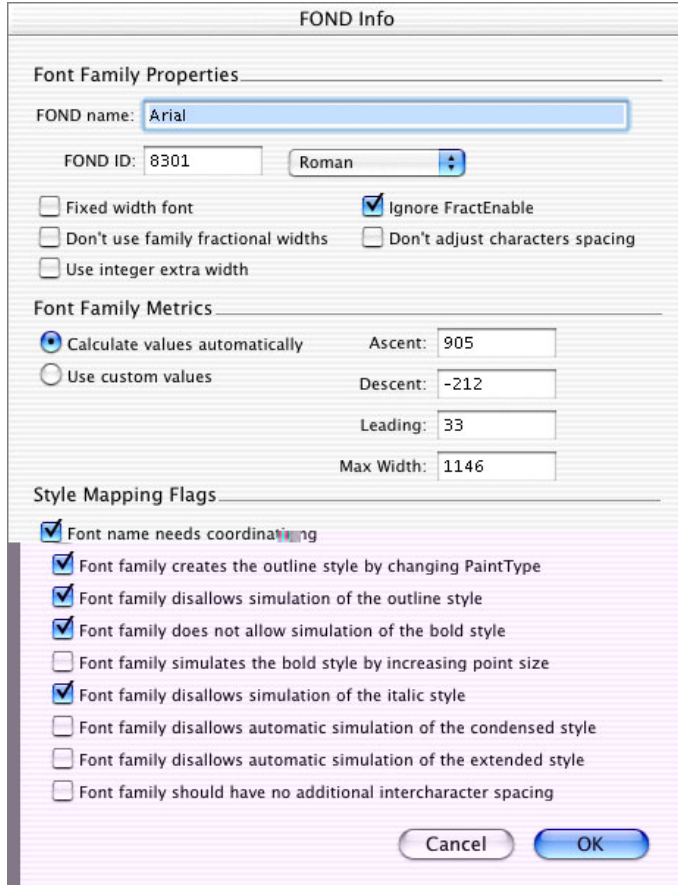 FOND Info
Font Family Properties
FOND name: Arial
FOND ID: 8301 Roman
Fixed width font Ignore FractEnable
Don't use family fractional widths Don't adjust characters spacing
Use integer extra width
Font Family Metrics
Calculate values automatically Ascent: 905
Use custom values Descent: -212
Leading: 33
Max Width: 1146
Style Mapping Flags
Font name needs
Font family creates the outline style by changing PaintType
Font family disallows simulation of the outline style
Font family does not allow simulation of the bold style
Font family simulates the bold style by increasing point size
Font family disallows simulation of the italic style
Font family disallows automatic simulation of the condensed style
Font family disallows automatic simulation of the extended style
Font family should have no additional intercharacter spacing
Cancel OK